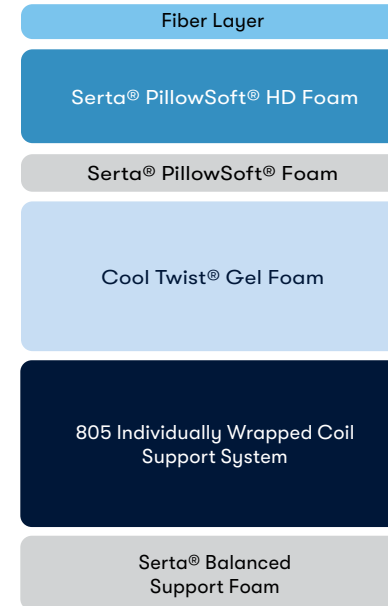 Fiber Layer
Serta® PillowSoft® HD Foam
Serta® PillowSoft® Foam
Cool Twist® Gel Foam
805 Individually Wrapped Coil
Support System
Serta® Balanced
Support Foam